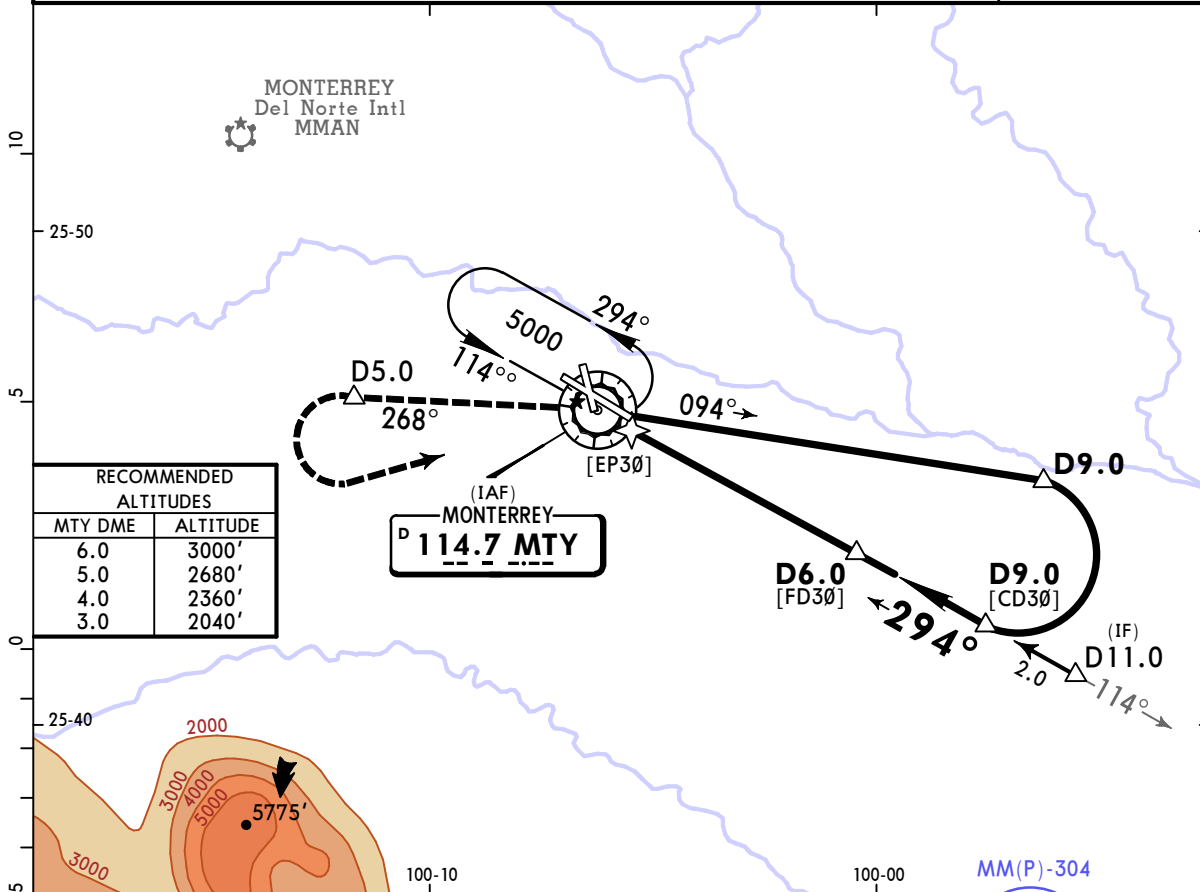 MONTERREY
Del Norte Intl
MMAN
10
25-50
294°
5000
114°°
D5.0
268°
094°
5
[EP3Ø]
D9.0
RECOMMENDED
ALTITUDES
MTY DME ALTITUDE
6.0 3000'
5.0 2680'
4.0 2360'
3.0 2040'
(IAF)
MONTERREY
D 114.7 MTY
D6.0
[FD3Ø]
D9.0
[CD3Ø]
294°
(IF)
D11.0
2.0
114°
0
25-40
2000
3000
4000
5000
5775'
3000
5
100-10
100-00
MM(P)-304